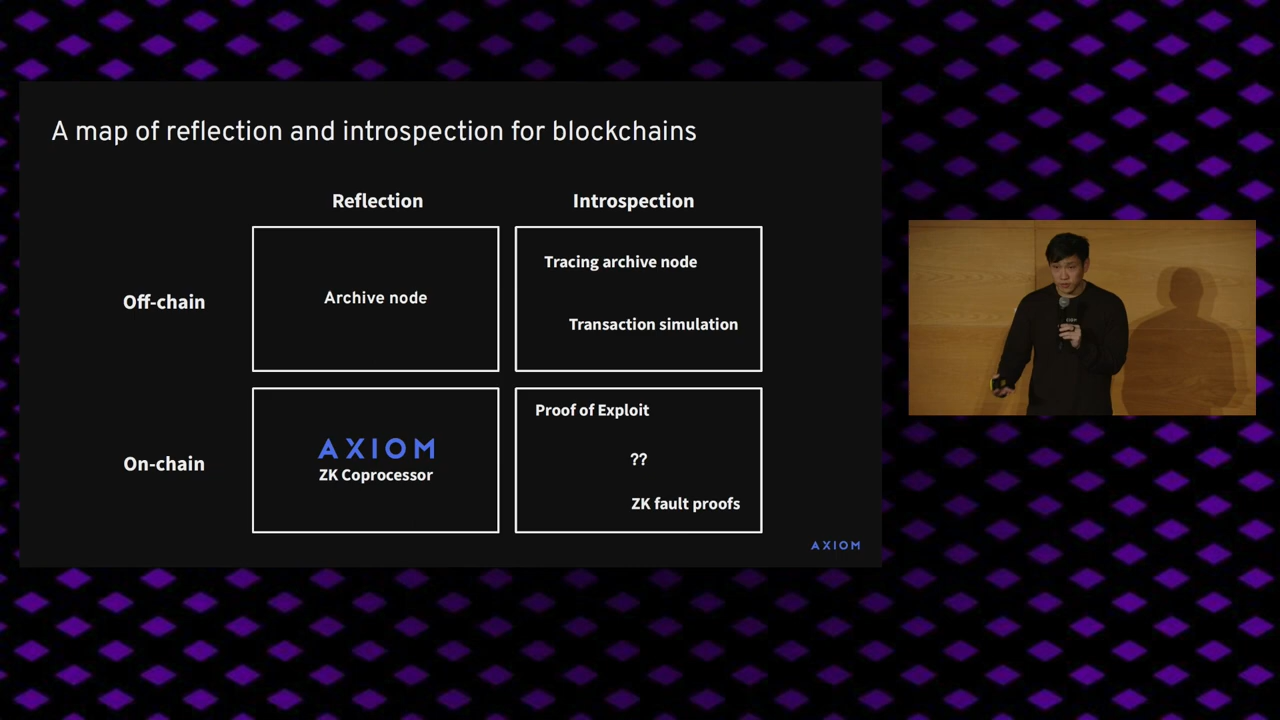 A map of reflection and introspection for blockchains
Reflection
Introspection
Off-chain
Archive node
Tracing archive node
Transaction simulation
On-chain
AXIOM
ZK Coprocessor
Proof of Exploit
??
ZK fault proofs
AXIOM